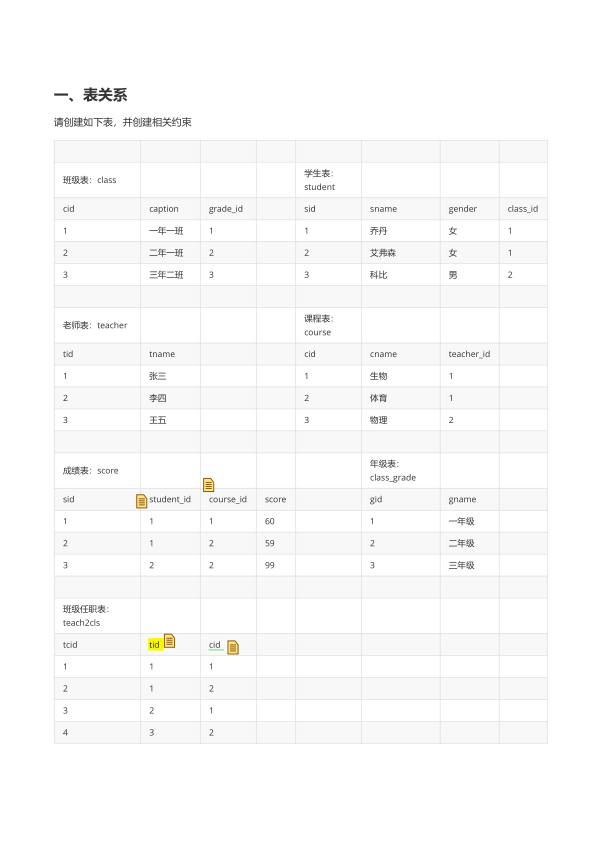 一、表关系
请创建如下表，并创建相关约束
班级表：class 学生表：
student
cid caption grade_id sid sname gender class_id
1 一年一班 1 1 乔丹 女 1
2 二年一班 2 2 艾弗森 女 1
3 三年二班 3 3 科比 男 2
老师表：teacher 课程表：
course
tid tname cid cname teacher_id
1 张三 1 生物 1
2 李四 2 体育 1
3 王五 3 物理 2
成绩表：score 年级表：
class_grade
sid student_id course_id score gid gname
1 1 1 60 1 一年级
2 1 2 59 2 二年级
3 2 2 99 3 三年级
班级任职表：
teach2cls
tcid tid cid
1 1 1
2 1 2
3 2 1
4 3 2